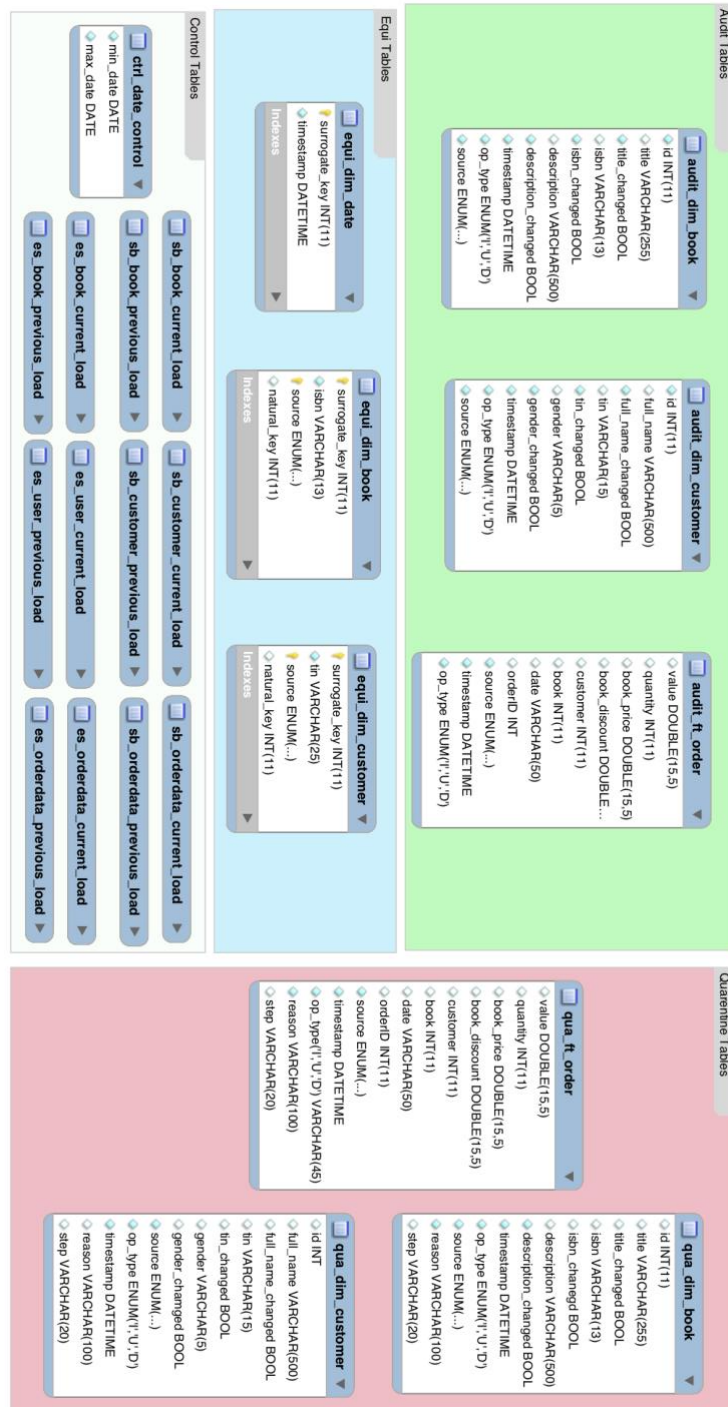 Audit Tables
audit_dim_book
id INT(11)
title VARCHAR(255)
title_changed BOOL
isbn VARCHAR(13)
isbn_changed BOOL
description VARCHAR(500)
description_changed BOOL
timestamp DATETIME
op_type ENUM('I','U','D')
source ENUM(...)
audit_dim_customer
id INT(11)
full_name VARCHAR(500)
full_name_changed BOOL
tin VARCHAR(15)
tin_changed BOOL
gender VARCHAR(5)
gender_changed BOOL
timestamp DATETIME
op_type ENUM('I','U','D')
source ENUM(...)
audit_ft_order
value DOUBLE(15,5)
quantity INT(11)
book_price DOUBLE(15,5)
book_discount DOUBLE...
customer INT(11)
book INT(11)
date VARCHAR(50)
orderID INT
source ENUM(...)
timestamp DATETIME
op_type ENUM('I','U','D')
Quarentine Tables
qua_ft_order
value DOUBLE(15,5)
quantity INT(11)
book_price DOUBLE(15,5)
book_discount DOUBLE(15,5)
customer INT(11)
book INT(11)
date VARCHAR(50)
orderID INT(11)
source ENUM(...)
timestamp DATETIME
op_type('I','U','D') VARCHAR(45)
reason VARCHAR(100)
step VARCHAR(20)
qua_dim_book
id INT(11)
title VARCHAR(255)
title_changed BOOL
isbn VARCHAR(13)
isbn_chanegd BOOL
description VARCHAR(500)
description_changed BOOL
timestamp DATETIME
op_type ENUM('I','U','D')
source ENUM(...)
reason VARCHAR(100)
step VARCHAR(20)
qua_dim_customer
id INT
full_name VARCHAR(500)
full_name_changed BOOL
tin VARCHAR(15)
tin_changed BOOL
gender VARCHAR(5)
gender_chamged BOOL
source ENUM(...)
op_type ENUM('I','U','D')
timestamp DATETIME
reason VARCHAR(100)
step VARCHAR(20)
Equi Tables
equi_dim_date
surrogate_key INT(11)
timestamp DATETIME
Indexes
equi_dim_book
surrogate_key INT(11)
isbn VARCHAR(13)
source ENUM(...)
natural_key INT(11)
Indexes
equi_dim_customer
surrogate_key INT(11)
tin VARCHAR(25)
source ENUM(...)
natural_key INT(11)
Indexes
Control Tables
ctrl_date_control
min_date DATE
max_date DATE
sb_book_current_load
sb_customer_current_load
sb_orderdata_current_load
sb_book_previous_load
sb_customer_previous_load
sb_orderdata_previous_load
es_book_current_load
es_user_current_load
es_orderdata_current_load
es_book_previous_load
es_user_previous_load
es_orderdata_previous_load